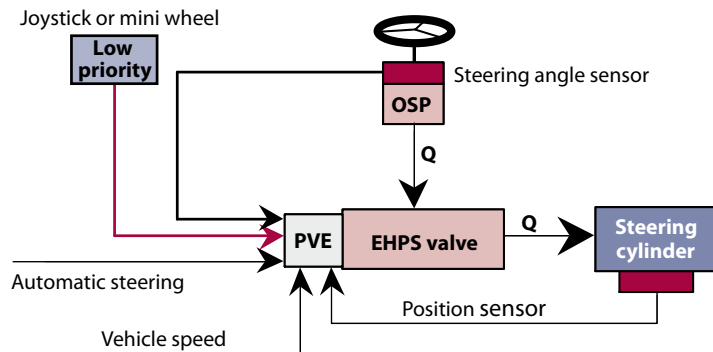 Joystick or mini wheel
Low
priority
Steering angle sensor
OSP
Q
PVE
EHPS valve
Q
Steering
cylinder
Automatic steering
Position sensor
Vehicle speed